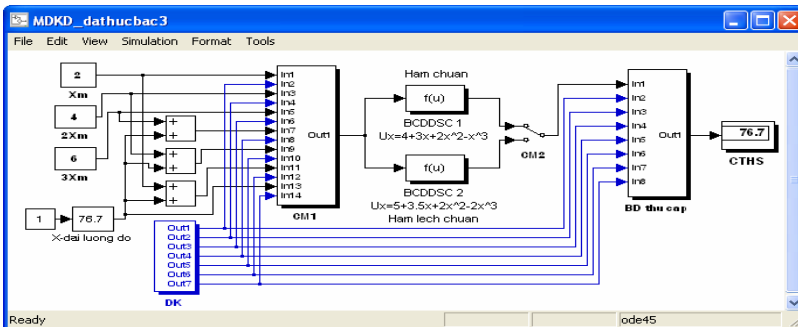 MDKD_dathucbac3
File Edit View Simulation Format Tools
2
Xm
4
2Xm
6
3Xm
1
76.7
X-dai luong do
+
+
+
+
+
+
In1
In2
In3
In4
In5
In6
In7
In8
In9
In10
In11
In12
In13
In14
Out1
CM1
Out1
Out2
Out3
Out4
Out5
Out6
Out7
DK
Ham chuan
f(u)
BCDDSC 1
Ux=4+3x+2x^2-x^3
f(u)
BCDDSC 2
Ux=5+3.5x+2x^2-2x^3
Ham lech chuan
CM2
In1
In2
In3
In4
In5
In6
In7
In8
Out1
BD thu cap
76.7
CTHS
Ready
ode45